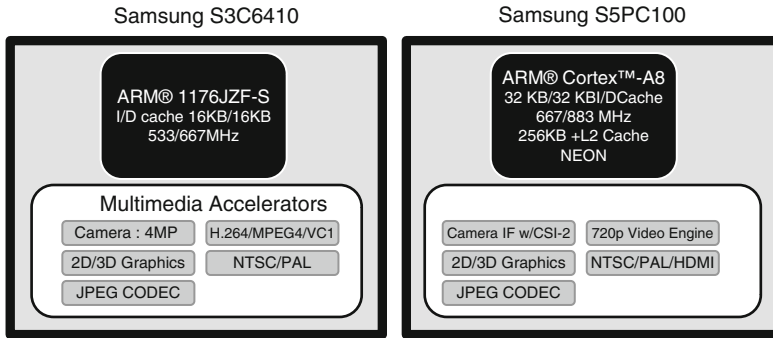 Samsung S3C6410
ARM® 1176JZF-S
I/D cache 16KB/16KB
533/667MHz
Multimedia Accelerators
Camera : 4MP
H.264/MPEG4/VC1
2D/3D Graphics
NTSC/PAL
JPEG CODEC
Samsung S5PC100
ARM® Cortex™-A8
32 KB/32 KBI/DCache
667/883 MHz
256KB +L2 Cache
NEON
Camera IF w/CSI-2
720p Video Engine
2D/3D Graphics
NTSC/PAL/HDMI
JPEG CODEC